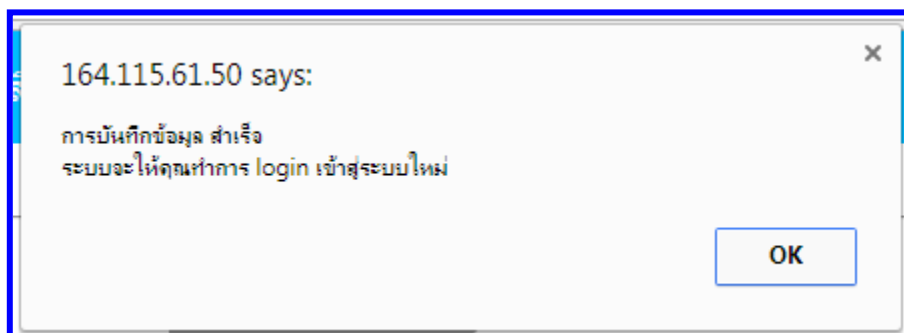 164.115.61.50 says:
×
การบันทึกข้อมูล สำเร็จ
ระบบจะให้คุณทำการ login เข้าสู่ระบบใหม่
OK